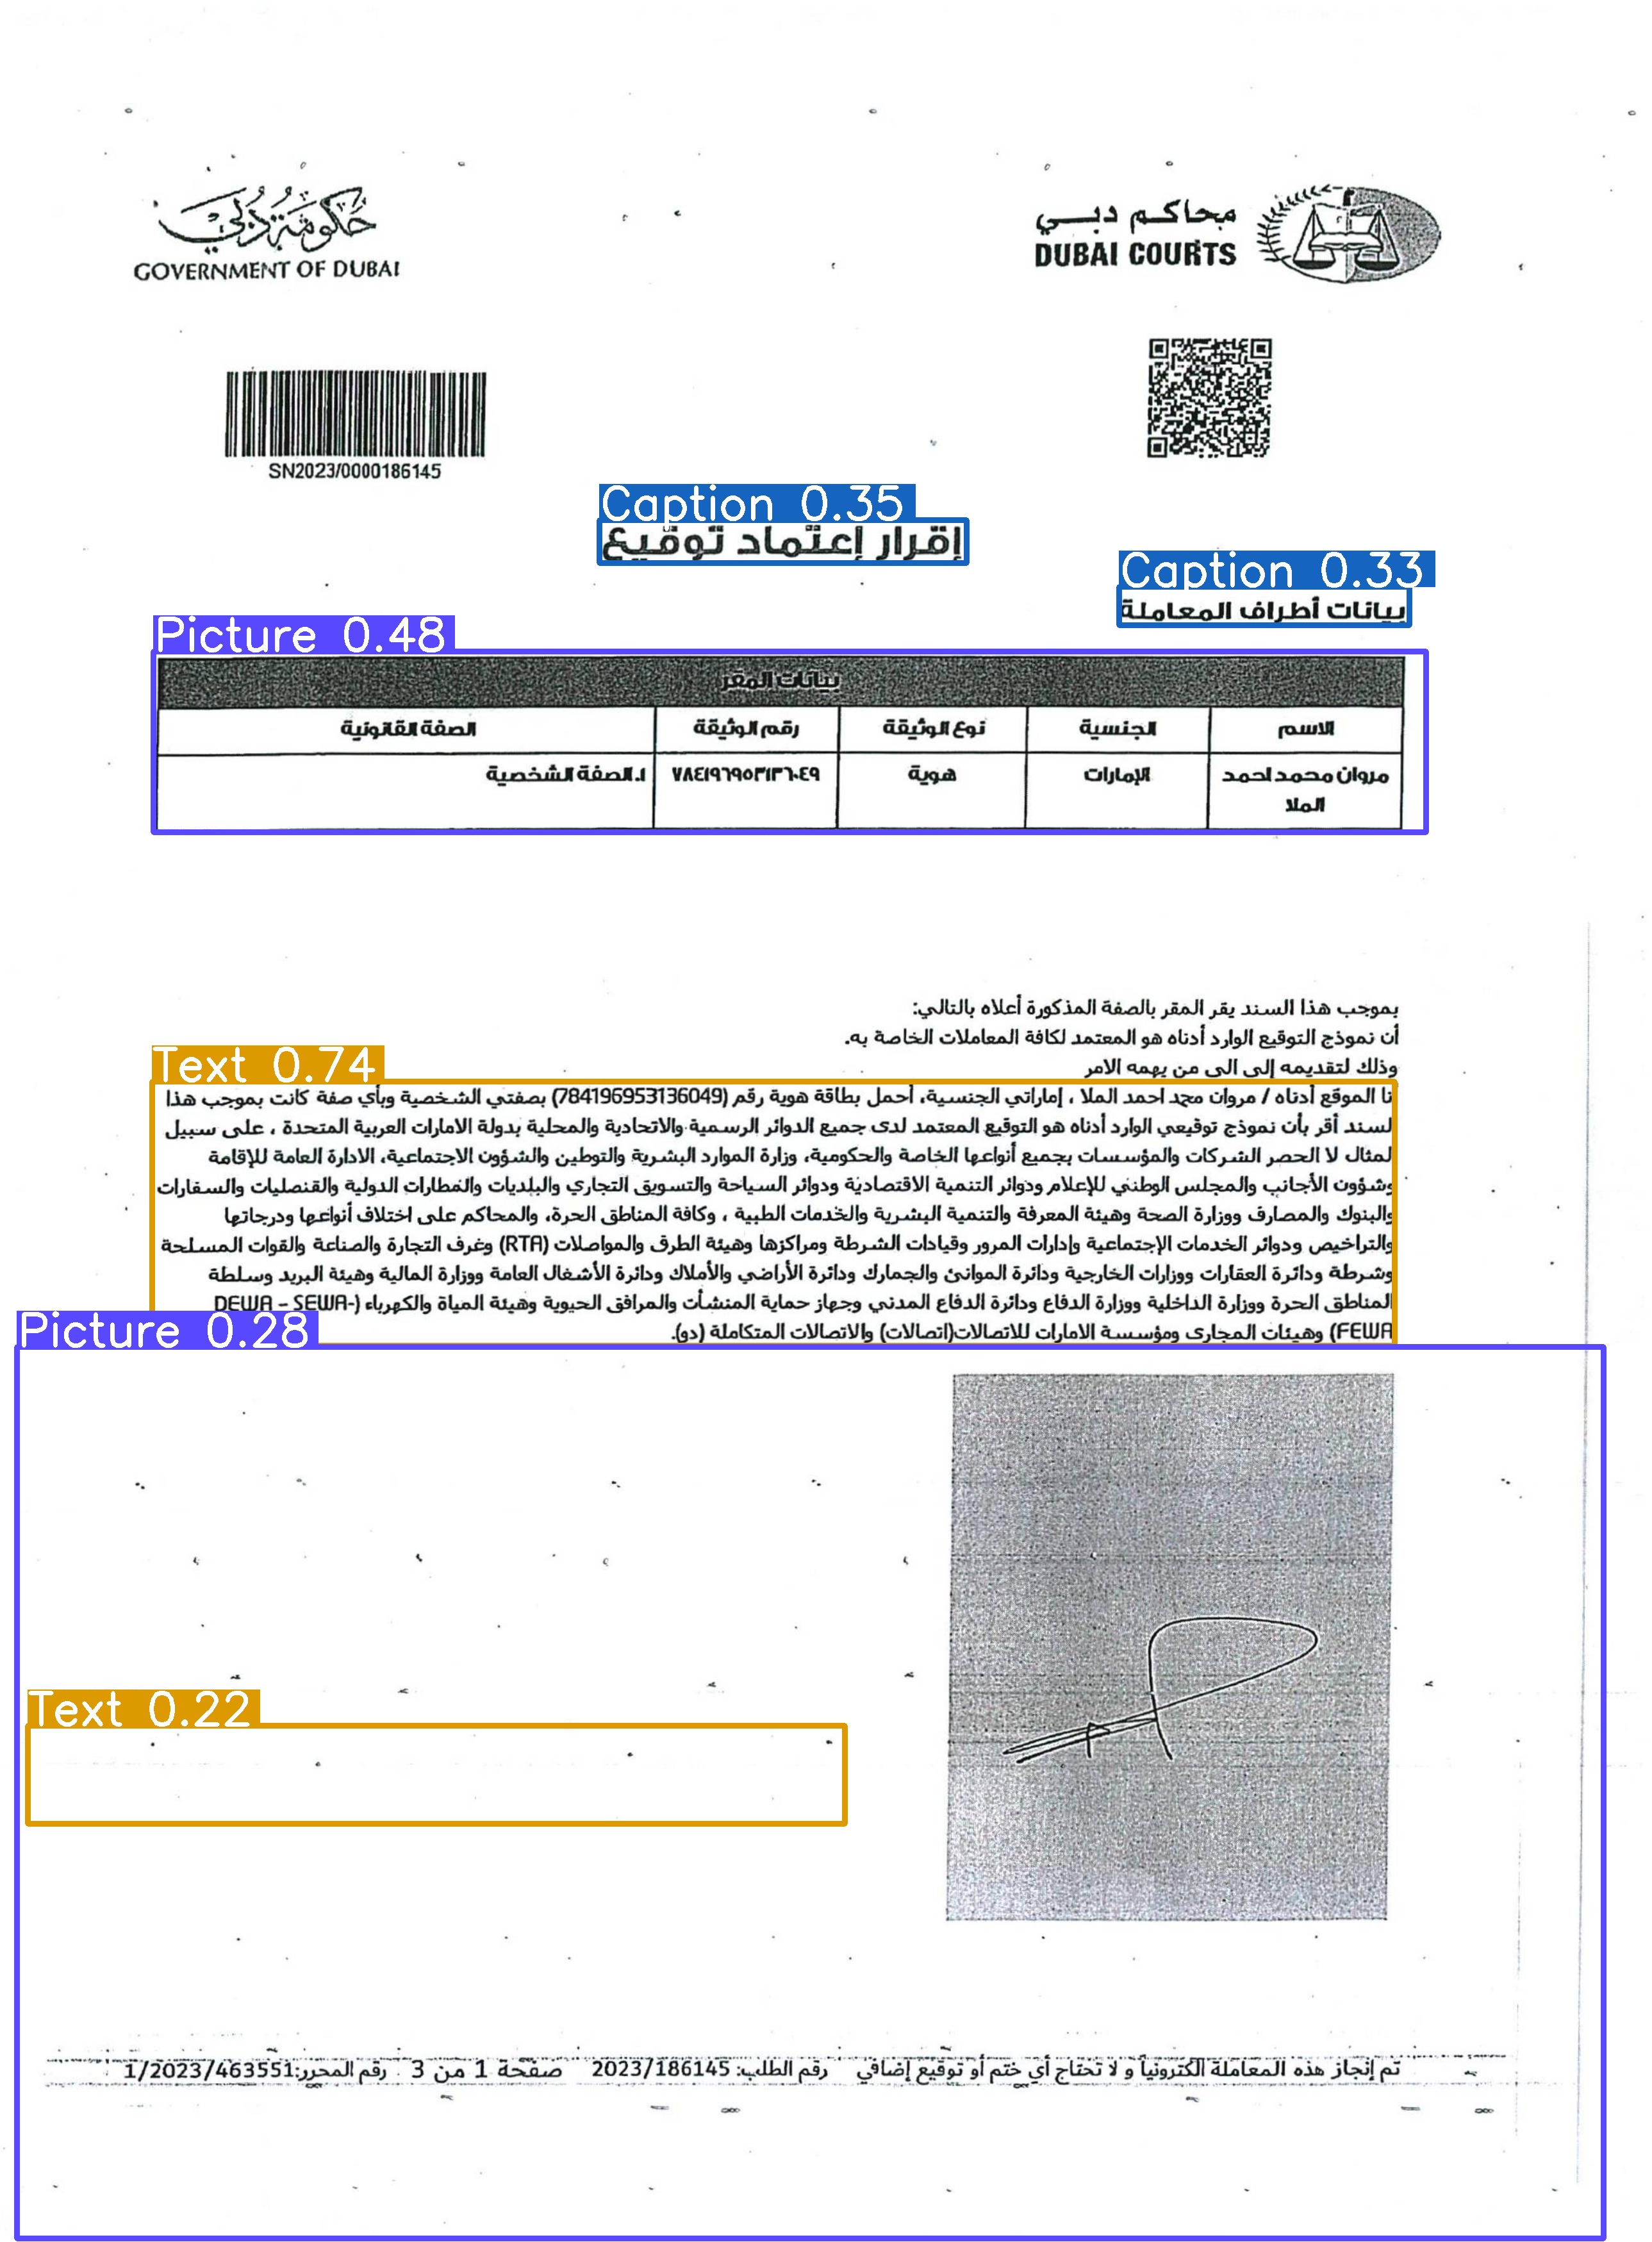 حكومة دبي
GOVERNMENT OF DUBAI
محاكم دبي
DUBAI COURTS
SN2023/0000186145
Caption 0.35
إقرار إعتماد توقيع
Caption 0.33
بيانات أطراف المعاملة
Picture 0.48
بيانات المقر
الاسم الجنسية نوع الوثيقة رقم الوثيقة الصفة القانونية
مروان محمد احمد الملا الإمارات هوية ٧٨٤١٩٦٩٥٣١٣٦٠٤٩ ١. الصفة الشخصية
بموجب هذا السند يقر المقر بالصفة المذكورة أعلاه بالتالي:
أن نموذج التوقيع الوارد أدناه هو المعتمد لكافة المعاملات الخاصة به.
وذلك لتقديمه إلى الى من يهمه الامر
Text 0.74
نا الموقع أدناه / مروان محمد احمد الملا ، إماراتي الجنسية، أحمل بطاقة هوية رقم (784196953136049) بصفتي الشخصية وبأي صفة كانت بموجب هذا
لسند أقر بأن نموذج توقيعي الوارد أدناه هو التوقيع المعتمد لدى جميع الدوائر الرسمية والاتحادية والمحلية بدولة الامارات العربية المتحدة ، على سبيل
لمثال لا الحصر الشركات والمؤسسات بجميع أنواعها الخاصة والحكومية، وزارة الموارد البشرية والتوطين والشؤون الاجتماعية، الادارة العامة للإقامة
وشؤون الأجانب والمجلس الوطني للإعلام ودوائر التنمية الاقتصادية ودوائر السياحة والتسويق التجاري والبلديات والمطارات الدولية والقنصليات والسفارات
والبنوك والمصارف ووزارة الصحة وهيئة المعرفة والتنمية البشرية والخدمات الطبية ، وكافة المناطق الحرة، والمحاكم على اختلاف أنواعها ودرجاتها
والتراخيص ودوائر الخدمات الإجتماعية وإدارات المرور وقيادات الشرطة ومراكزها وهيئة الطرق والمواصلات (RTA) وغرف التجارة والصناعة والقوات المسلحة
وشرطة ودائرة العقارات ووزارات الخارجية ودائرة الموانئ والجمارك ودائرة الأراضي والأملاك ودائرة الأشغال العامة ووزارة المالية وهيئة البريد وسلطة
المناطق الحرة ووزارة الداخلية ووزارة الدفاع ودائرة الدفاع المدني وجهاز حماية المنشأت والمرافق الحيوية وهيئة المياة والكهرباء (DEWA – SEWA-
FEWA) وهيئات المجاري ومؤسسة الامارات للاتصالات(اتصالات) والاتصالات المتكاملة (دو).
Picture 0.28
Text 0.22
تم إنجاز هذه المعاملة الكترونياً و لا تحتاج أي ختم أو توقيع إضافي رقم الطلب: 2023/186145 صفحة 1 من 3 رقم المحرر:1/2023/463551